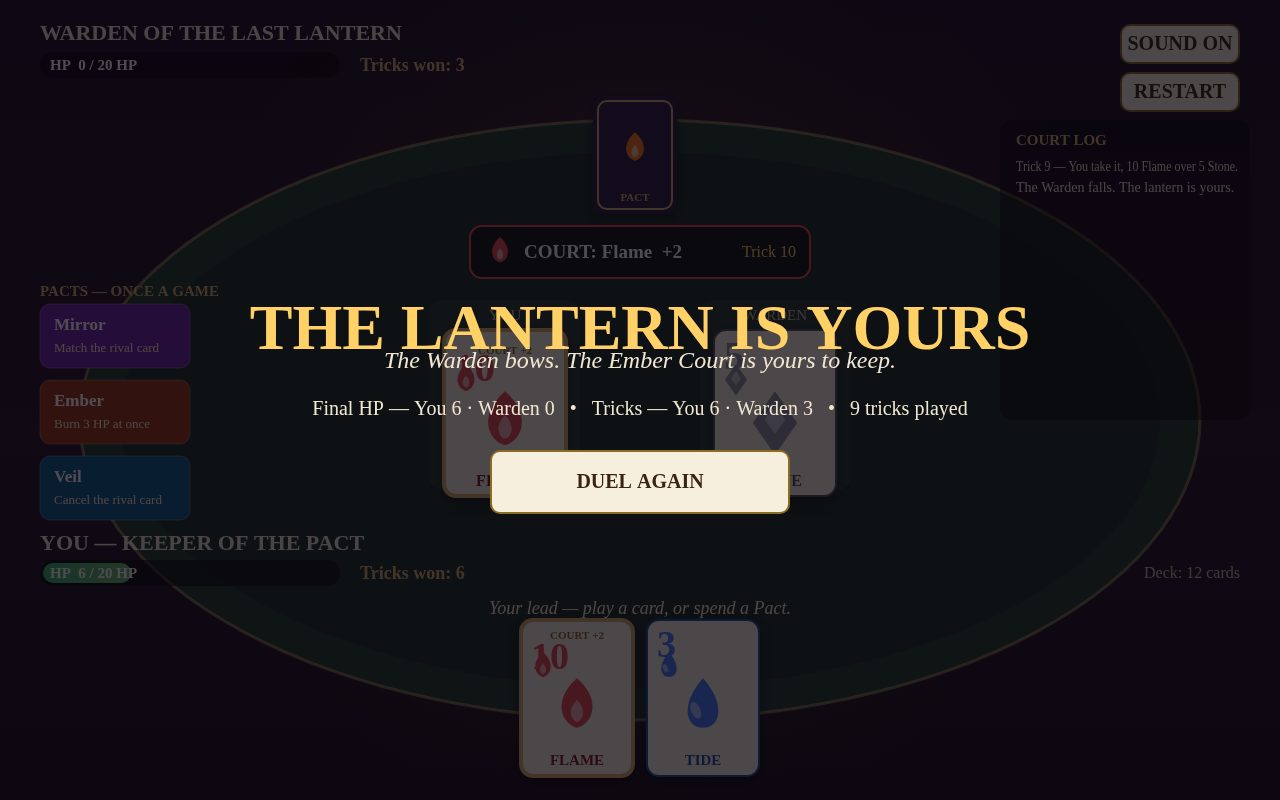 WARDEN OF THE LAST LANTERN
HP 0 / 20 HP
Tricks won: 3
SOUND ON
RESTART
PACT
COURT LOG
Trick 9 — You take it, 10 Flame over 5 Stone.
The Warden falls. The lantern is yours.
COURT: Flame +2
Trick 10
PACTS — ONCE A GAME
Mirror
Match the rival card
Ember
Burn 3 HP at once
Veil
Cancel the rival card
THE LANTERN IS YOURS
The Warden bows. The Ember Court is yours to keep.
Final HP — You 6 · Warden 0 • Tricks — You 6 · Warden 3 • 9 tricks played
DUEL AGAIN
YOU — KEEPER OF THE PACT
HP 6 / 20 HP
Tricks won: 6
Deck: 12 cards
Your lead — play a card, or spend a Pact.
COURT +2
10
FLAME
3
TIDE